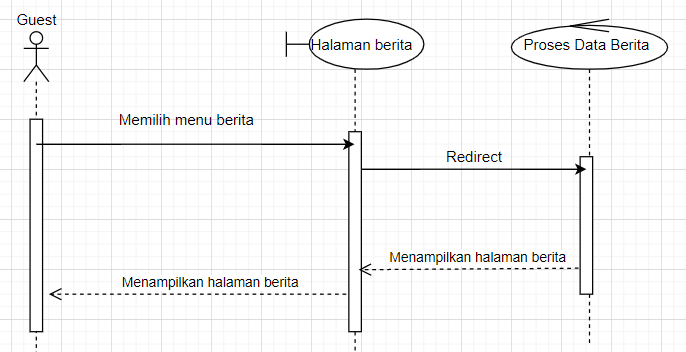 Guest
Halaman berita
Proses Data Berita
Memilih menu berita
Redirect
Menampilkan halaman berita
Menampilkan halaman berita